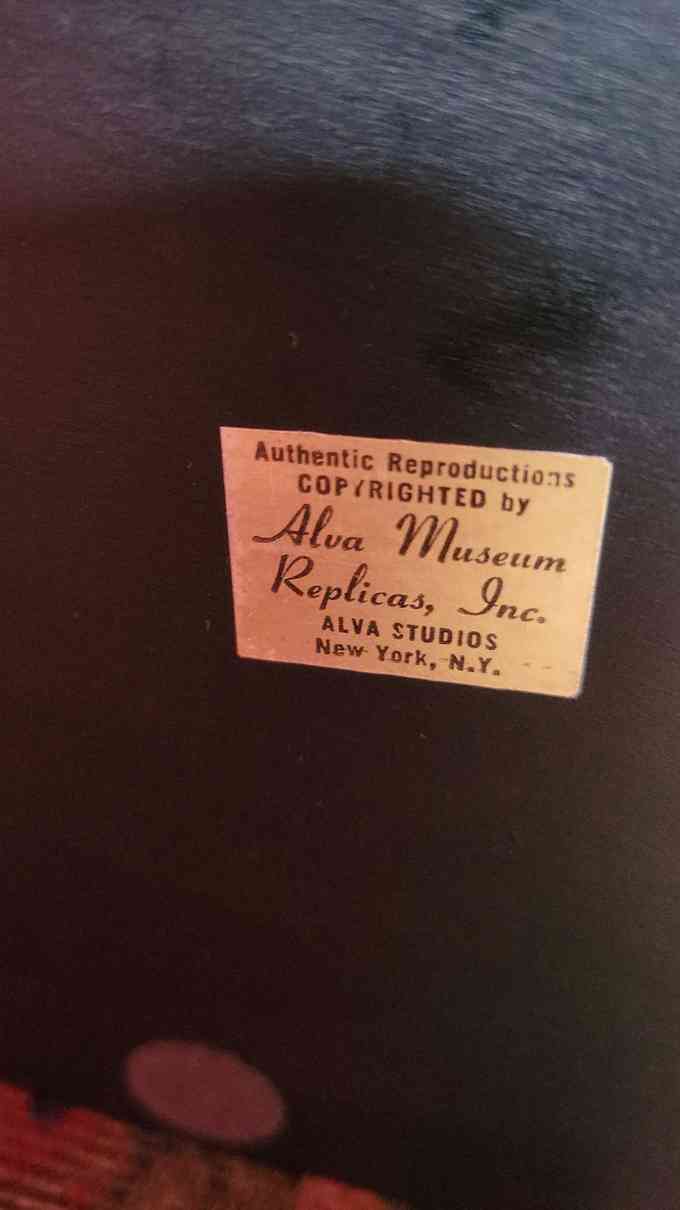 Authentic Reproductions
COPYRIGHTED by
Alva Museum
Replicas, Inc.
ALVA STUDIOS
New York, N.Y.